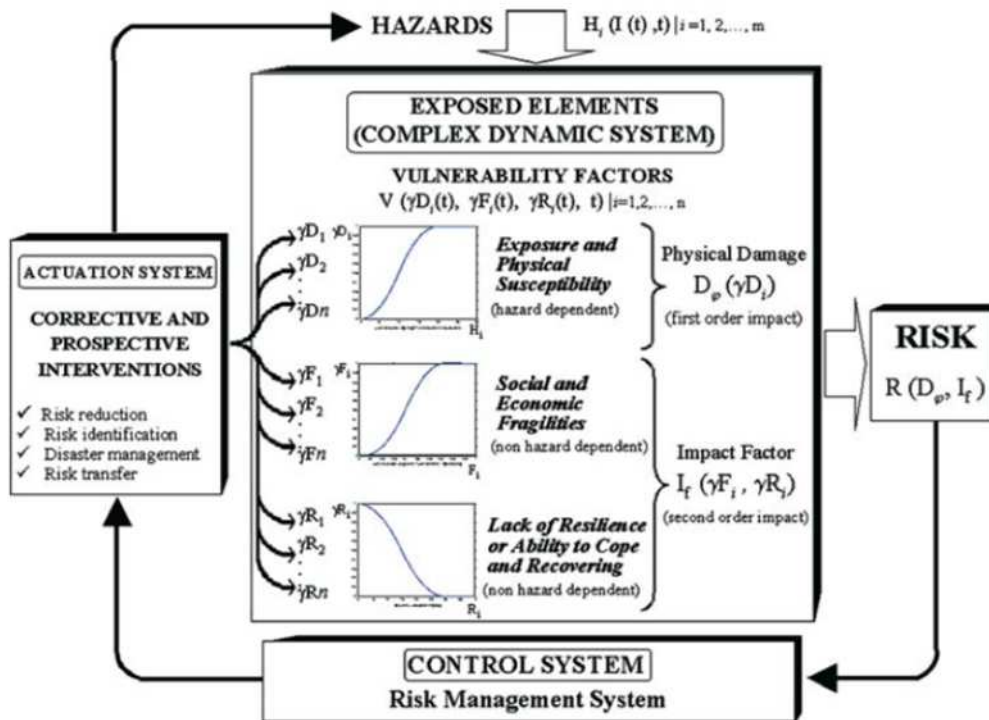 HAZARDS
H_i (I (t) ,t) |i =1, 2,..., m
EXPOSED ELEMENTS
(COMPLEX DYNAMIC SYSTEM)
VULNERABILITY FACTORS
V (γD_i(t), γF_i(t), γR_i(t), t) |i=1,2,..., n
γD_1
γD_i
γD_2
:
γDn
H_i
Exposure and
Physical
Susceptibility
(hazard dependent)
Physical Damage
D_φ (γD_i)
(first order impact)
γF_1
γF_i
γF_2
:
γFn
F_i
Social and
Economic
Fragilities
(non hazard dependent)
γR_1
γR_i
γR_2
:
γRn
R_i
Lack of Resilience
or Ability to Cope
and Recovering
(non hazard dependent)
Impact Factor
I_f (γF_i , γR_i)
(second order impact)
RISK
R (D_φ, I_f )
ACTUATION SYSTEM
CORRECTIVE AND
PROSPECTIVE
INTERVENTIONS
✓ Risk reduction
✓ Risk identification
✓ Disaster management
✓ Risk transfer
CONTROL SYSTEM
Risk Management System